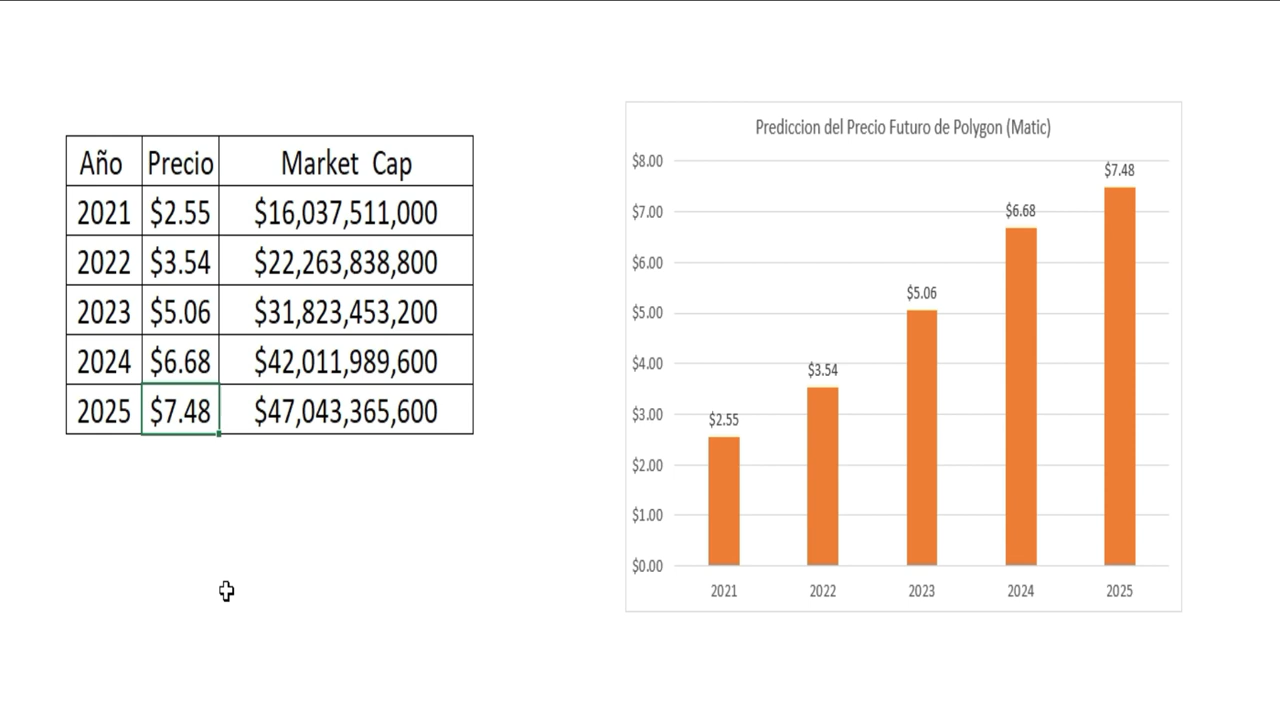 Año Precio Market Cap
2021 $2.55 $16,037,511,000
2022 $3.54 $22,263,838,800
2023 $5.06 $31,823,453,200
2024 $6.68 $42,011,989,600
2025 $7.48 $47,043,365,600
Prediccion del Precio Futuro de Polygon (Matic)
$8.00
$7.00
$6.00
$5.00
$4.00
$3.00
$2.00
$1.00
$0.00
$2.55
$3.54
$5.06
$6.68
$7.48
2021 2022 2023 2024 2025